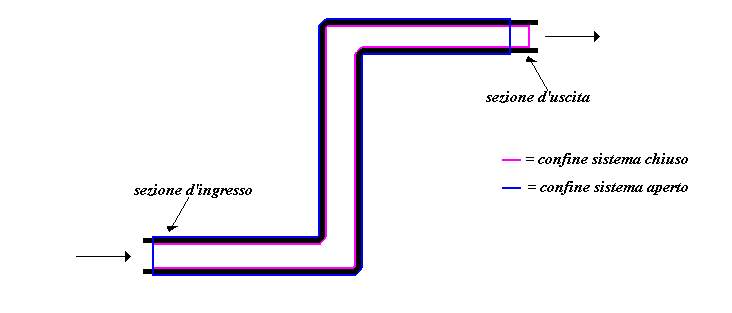 sezione d'uscita
= confine sistema chiuso
= confine sistema aperto
sezione d'ingresso